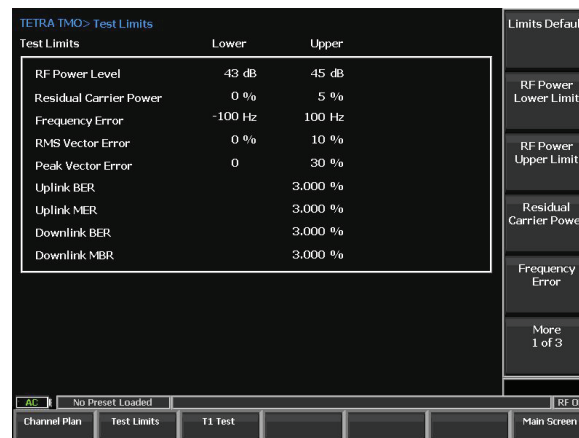 TETRA TMO> Test Limits
Test Limits Lower Upper
RF Power Level 43 dB 45 dB
Residual Carrier Power 0 % 5 %
Frequency Error -100 Hz 100 Hz
RMS Vector Error 0 % 10 %
Peak Vector Error 0 30 %
Uplink BER 3.000 %
Uplink MER 3.000 %
Downlink BER 3.000 %
Downlink MBR 3.000 %
Limits Defaul
RF Power
Lower Limit
RF Power
Upper Limit
Residual
Carrier Powe
Frequency
Error
More
1 of 3
AC No Preset Loaded RF O
Channel Plan Test Limits T1 Test Main Screen